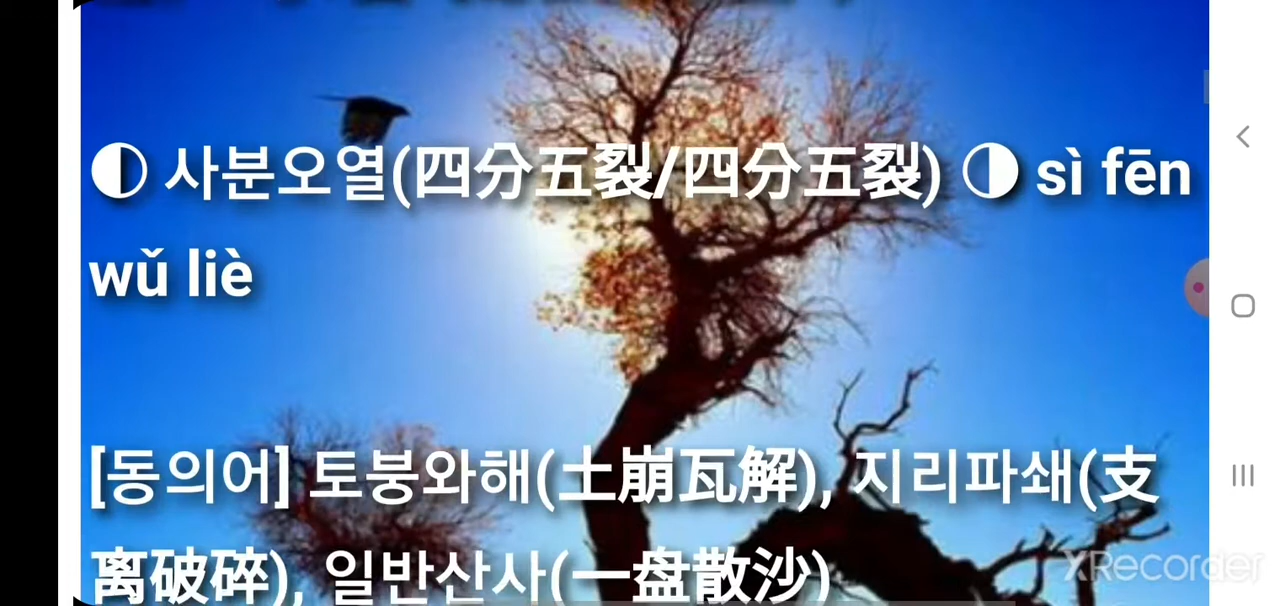 ◐ 사분오열(四分五裂/四分五裂) ◑ sì fēn
wǔ liè
[동의어] 토붕와해(土崩瓦解), 지리파쇄(支
离破碎), 일반산사(一盘散沙)
XRecorder